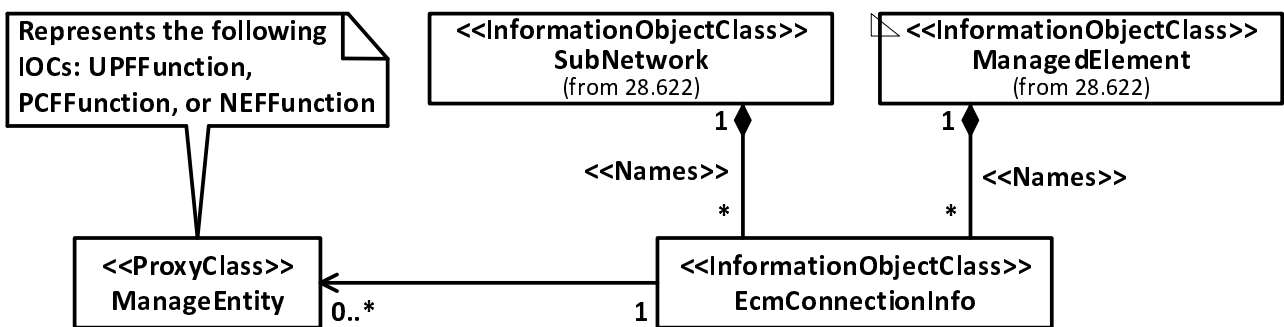 Represents the following
IOCs: UPFFunction,
PCFFunction, or NEFFunction
<<InformationObjectClass>>
SubNetwork
(from 28.622)
<<InformationObjectClass>>
ManagedElement
(from 28.622)
1
1
<<Names>>
<<Names>>
*
*
<<ProxyClass>>
ManageEntity
<<InformationObjectClass>>
EcmConnectionInfo
0..*
1